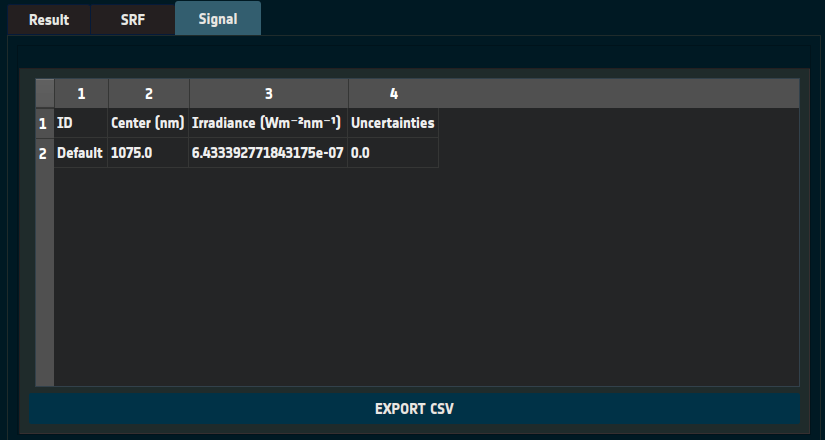 Result SRF Signal
1 2 3 4
1 ID Center (nm) Irradiance (Wm⁻²nm⁻¹) Uncertainties
2 Default 1075.0 6.433392771843175e-07 0.0
EXPORT CSV